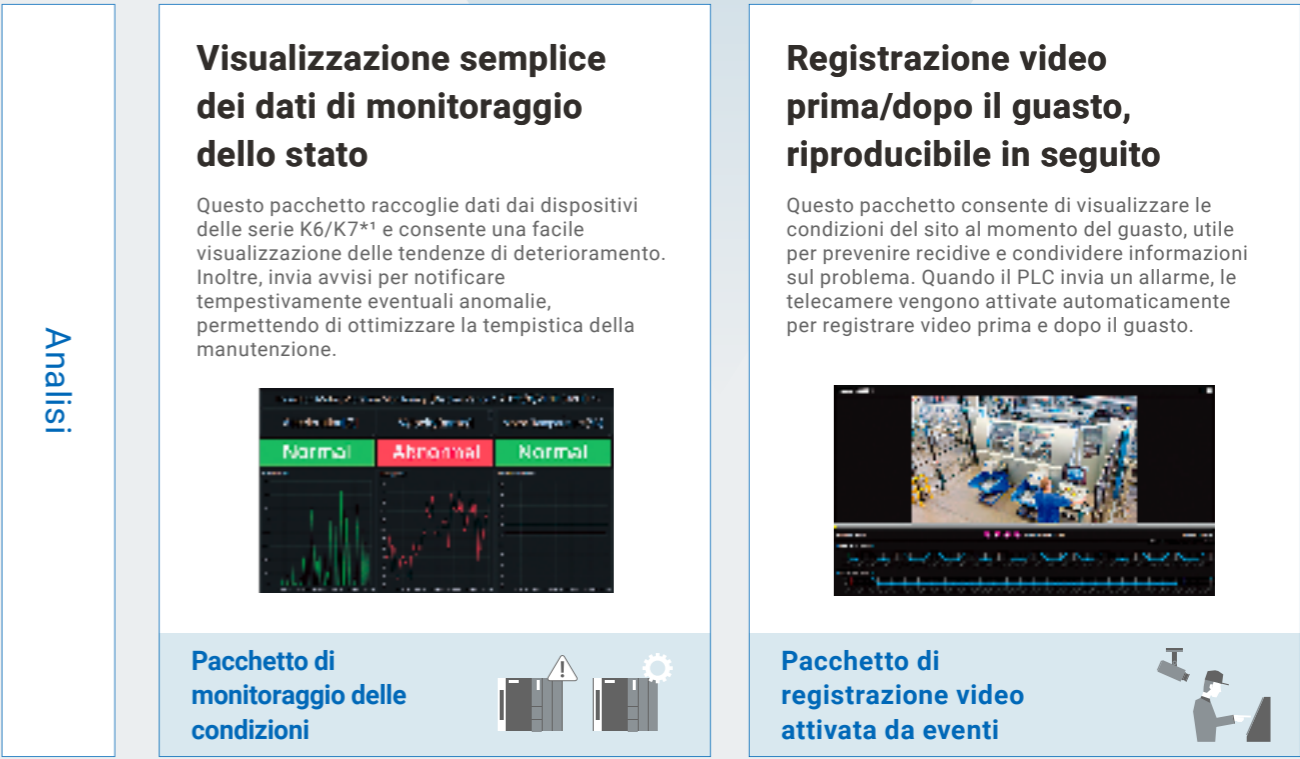 Analisi
Visualizzazione semplice
dei dati di monitoraggio
dello stato
Questo pacchetto raccoglie dati dai dispositivi
delle serie K6/K7*¹ e consente una facile
visualizzazione delle tendenze di deterioramento.
Inoltre, invia avvisi per notificare
tempestivamente eventuali anomalie,
permettendo di ottimizzare la tempistica della
manutenzione.
Normal Abnormal Normal
Pacchetto di
monitoraggio delle
condizioni
Registrazione video
prima/dopo il guasto,
riproducibile in seguito
Questo pacchetto consente di visualizzare le
condizioni del sito al momento del guasto, utile
per prevenire recidive e condividere informazioni
sul problema. Quando il PLC invia un allarme, le
telecamere vengono attivate automaticamente
per registrare video prima e dopo il guasto.
Pacchetto di
registrazione video
attivata da eventi